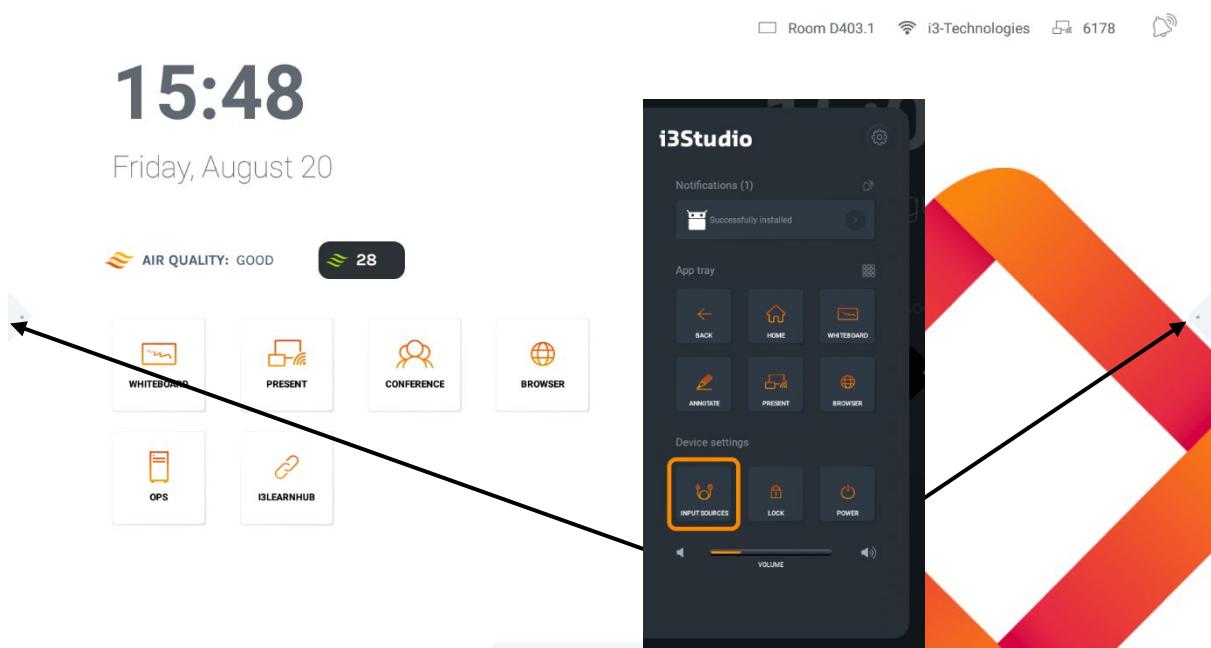 Room D403.1 i3-Technologies 6178
15:48
Friday, August 20
AIR QUALITY: GOOD 28
WHITEBOARD PRESENT CONFERENCE BROWSER
OPS I3LEARNHUB
i3Studio
Notifications (1)
Successfully installed
App tray
BACK HOME WHITEBOARD
ANNOTATE PRESENT BROWSER
Device settings
INPUT SOURCES LOCK POWER
VOLUME